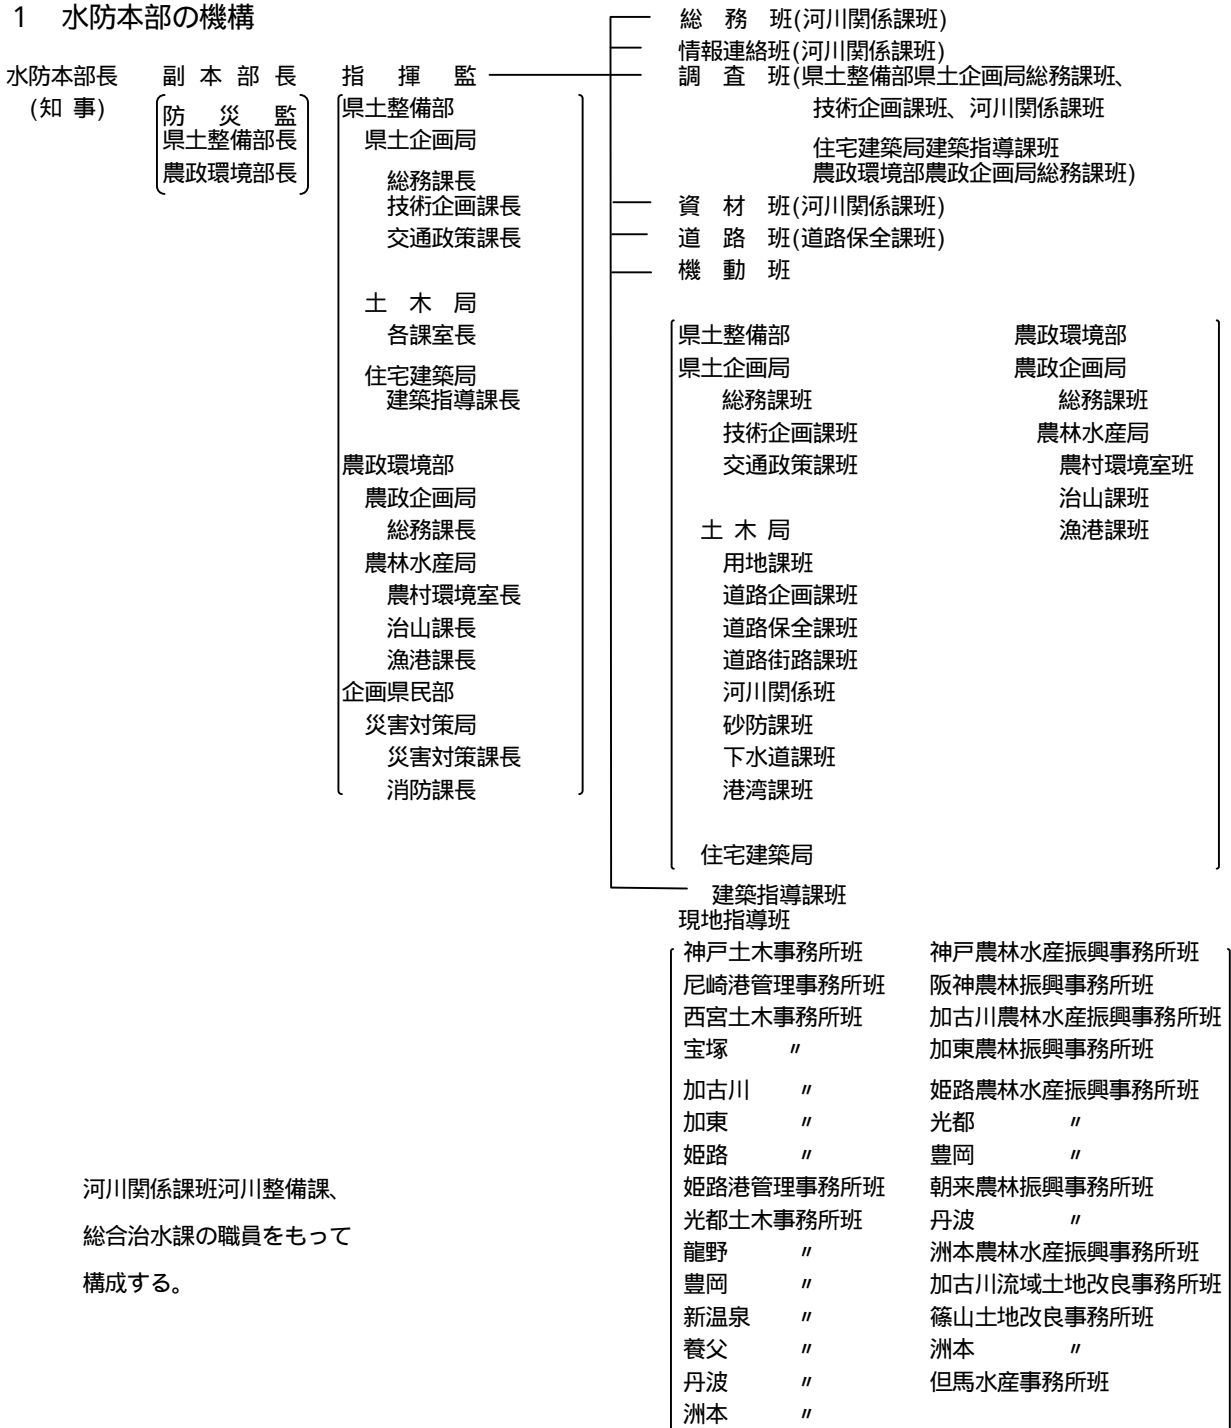 1　水防本部の機構
水防本部長
(知 事)
副 本 部 長
防 災 監
県土整備部長
農政環境部長
指 揮 監
県土整備部
県土企画局
総務課長
技術企画課長
交通政策課長
土 木 局
各課室長
住宅建築局
建築指導課長
農政環境部
農政企画局
総務課長
農林水産局
農村環境室長
治山課長
漁港課長
企画県民部
災害対策局
災害対策課長
消防課長
総 務 班(河川関係課班)
情報連絡班(河川関係課班)
調 査 班(県土整備部県土企画局総務課班、
技術企画課班、河川関係課班
住宅建築局建築指導課班
農政環境部農政企画局総務課班)
資 材 班(河川関係課班)
道 路 班(道路保全課班)
機 動 班
県土整備部
県土企画局
総務課班
技術企画課班
交通政策課班
土 木 局
用地課班
道路企画課班
道路保全課班
道路街路課班
河川関係班
砂防課班
下水道課班
港湾課班
住宅建築局
建築指導課班
農政環境部
農政企画局
総務課班
農林水産局
農村環境室班
治山課班
漁港課班
現地指導班
神戸土木事務所班
尼崎港管理事務所班
西宮土木事務所班
宝塚 〃
加古川 〃
加東 〃
姫路 〃
姫路港管理事務所班
光都土木事務所班
龍野 〃
豊岡 〃
新温泉 〃
養父 〃
丹波 〃
洲本 〃
神戸農林水産振興事務所班
阪神農林振興事務所班
加古川農林水産振興事務所班
加東農林振興事務所班
姫路農林水産振興事務所班
光都 〃
豊岡 〃
朝来農林振興事務所班
丹波 〃
洲本農林水産振興事務所班
加古川流域土地改良事務所班
篠山土地改良事務所班
洲本 〃
但馬水産事務所班
河川関係課班河川整備課、
総合治水課の職員をもって
構成する。